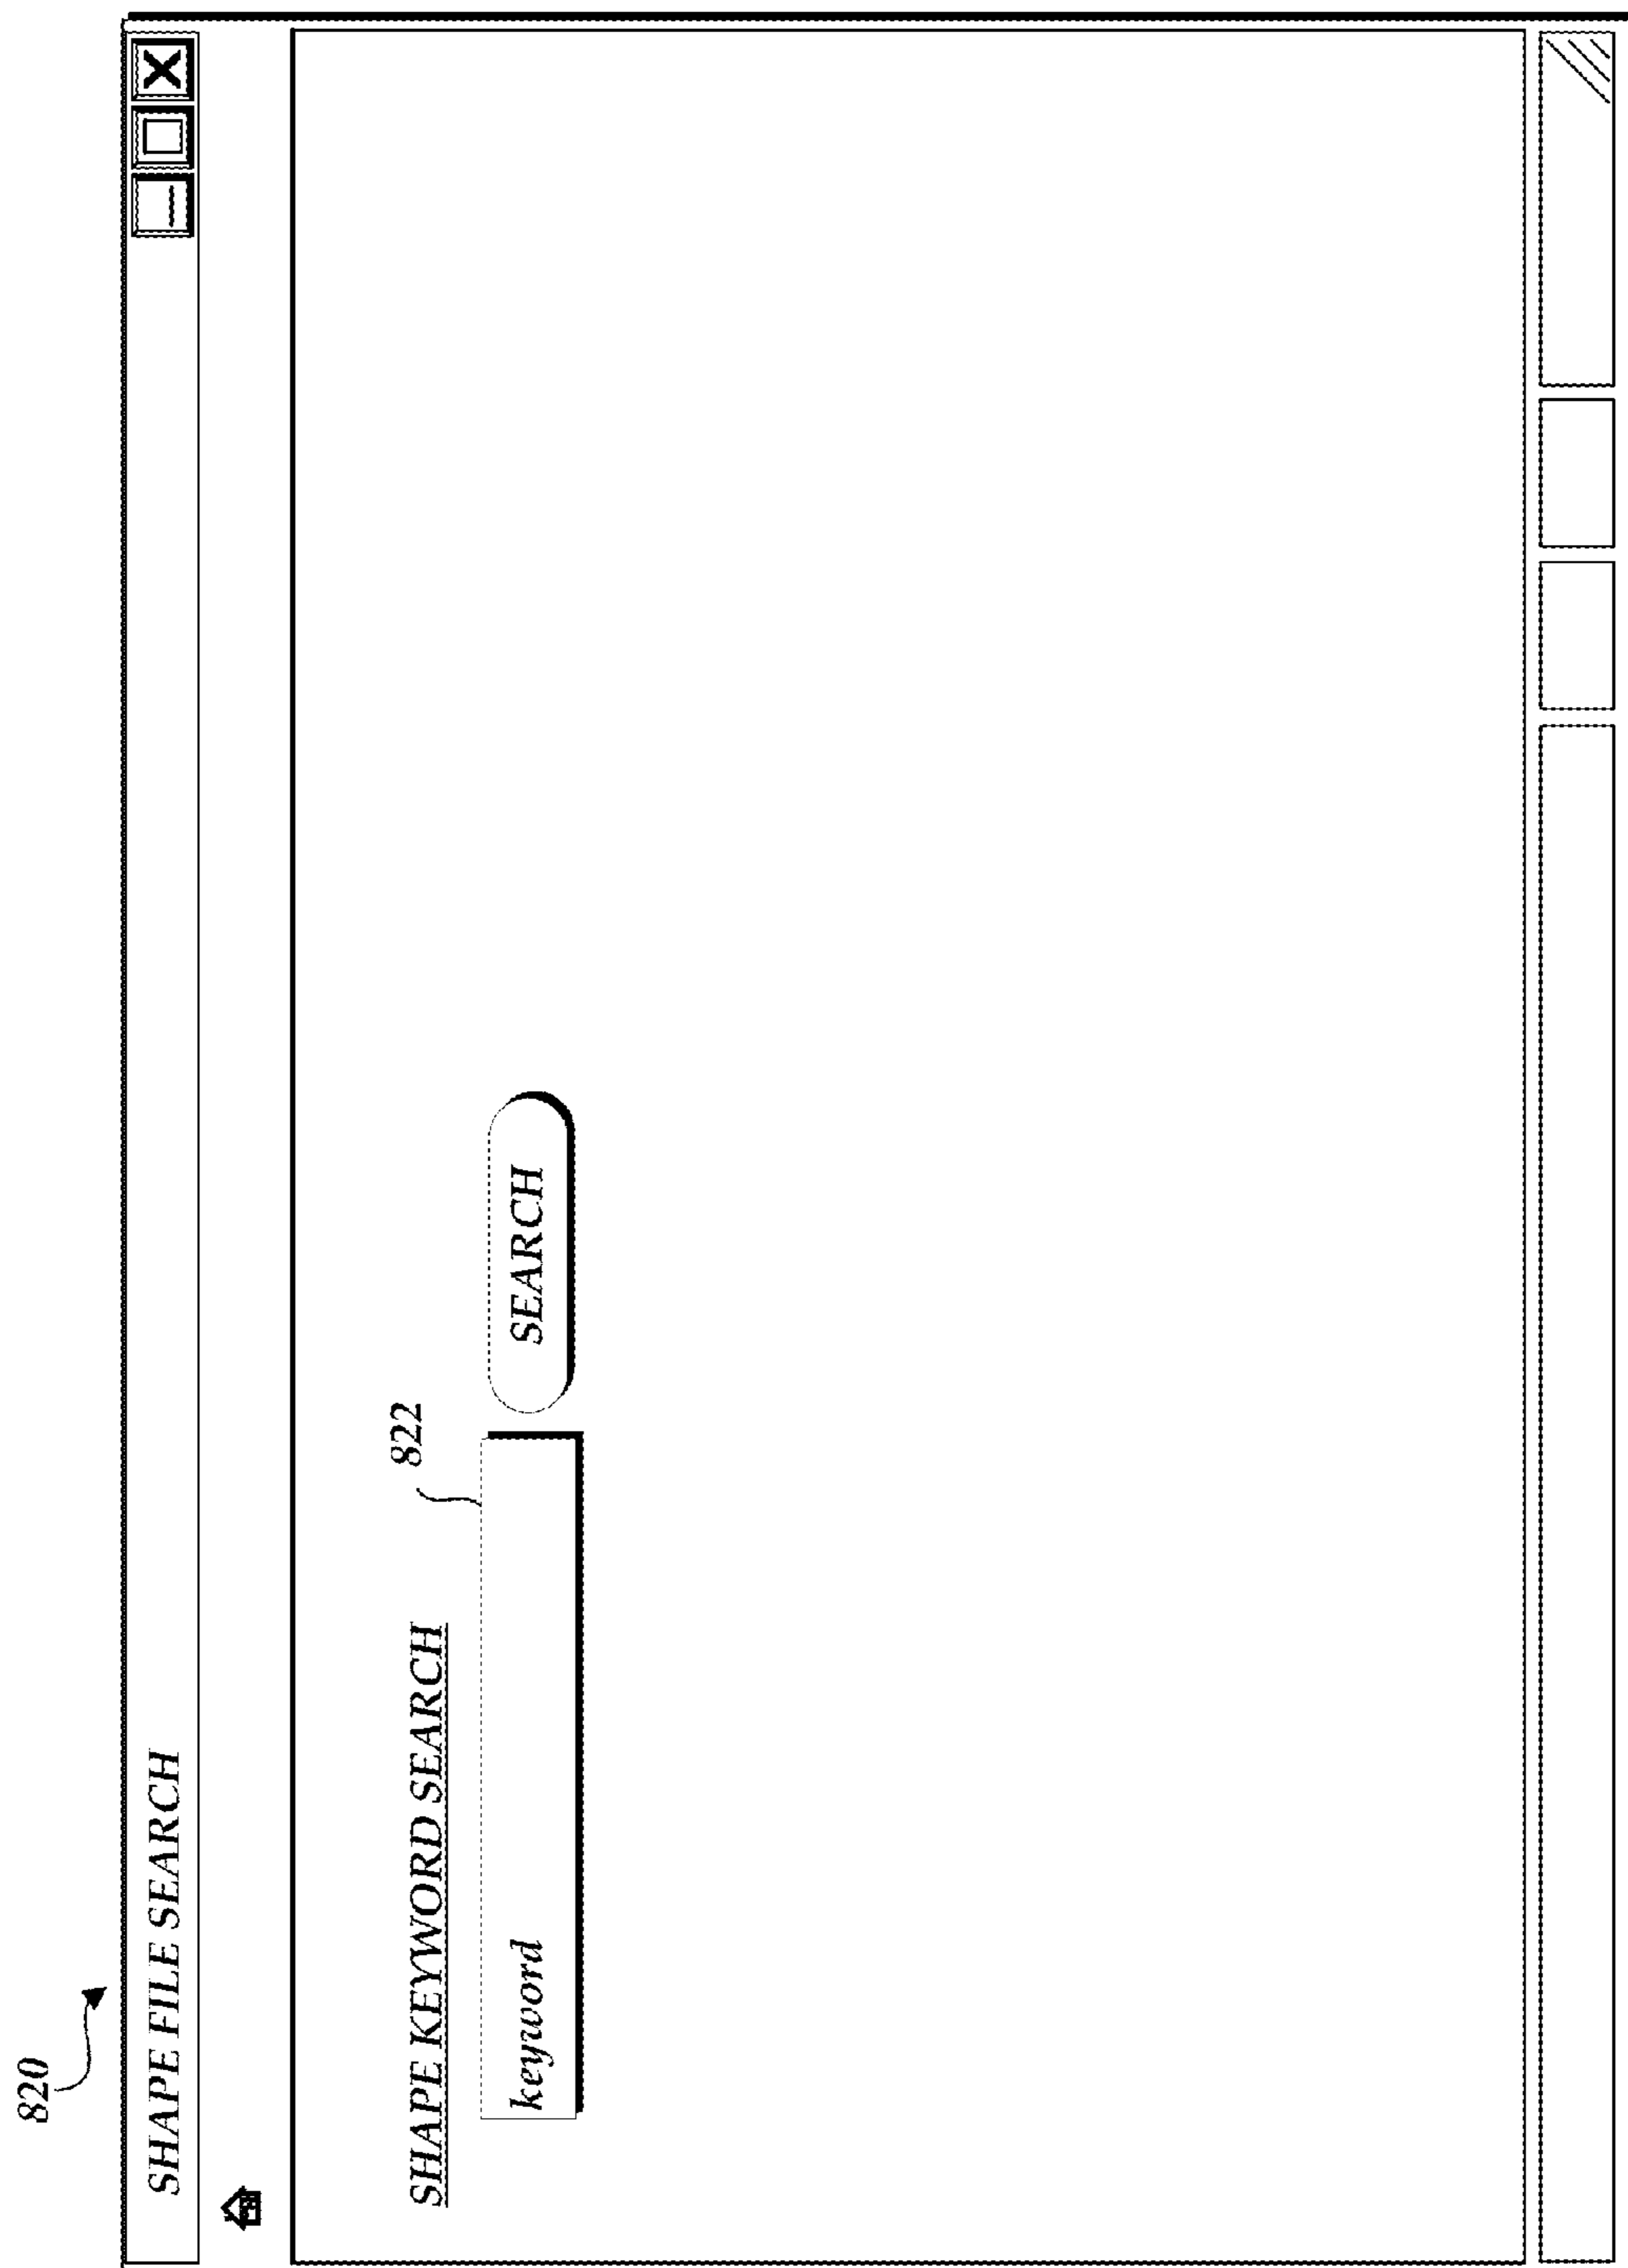 820
SHAPE FILE SEARCH
SHAPE KEYWORD SEARCH
822
keyword
SEARCH